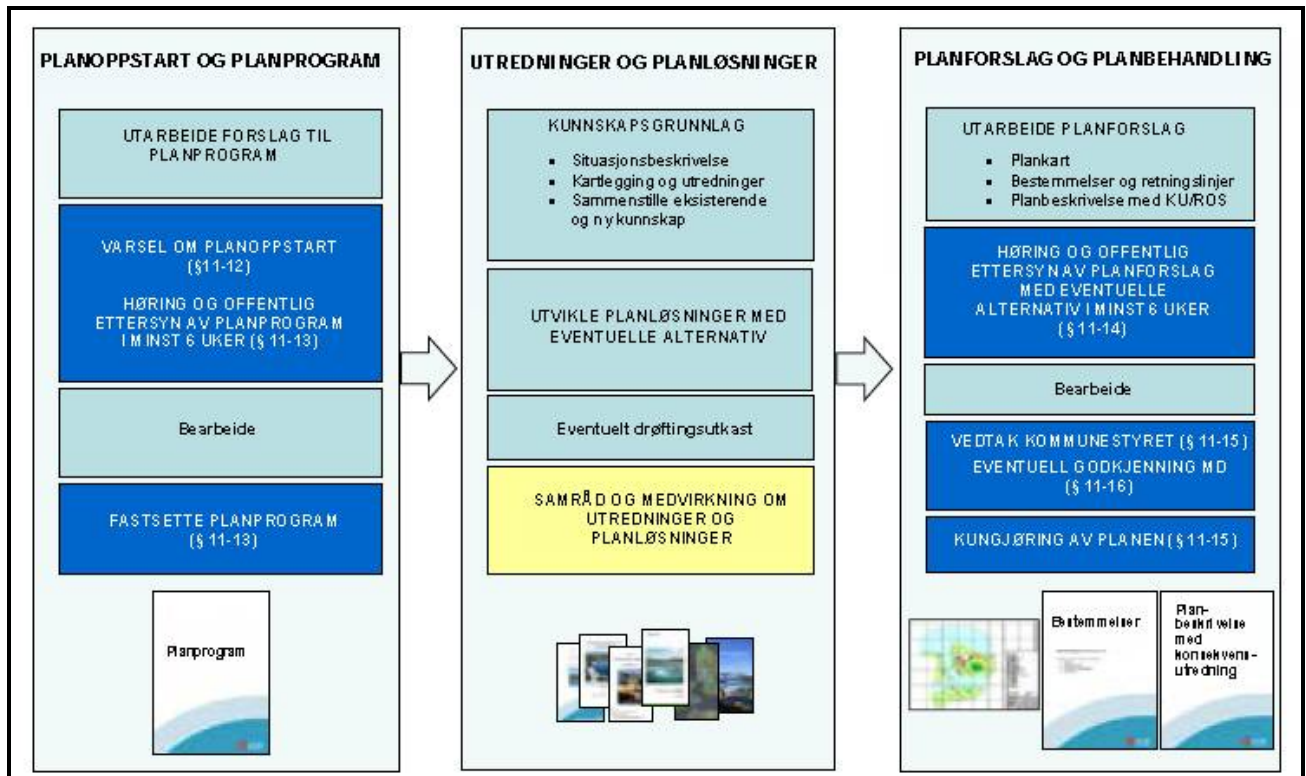 PLANOPPSTART OG PLANPROGRAM
UTARBEIDE FORSLAG TIL
PLANPROGRAM
VARSEL OM PLANOPPSTART
(§11-12)
HØRING OG OFFENTLIG
ETTERSYN AV PLANPROGRAM
I MINST 6 UKER (§ 11-13)
Bearbeide
FASTSETTE PLANPROGRAM
(§ 11-13)
Planprogram
UTREDNINGER OG PLANLØSNINGER
KUNNSKAPSGRUNNLAG
▪ Situasjonsbeskrivelse
▪ Kartlegging og utredninger
▪ Sammenstille eksisterende
og ny kunnskap
UTVIKLE PLANLØSNINGER MED
EVENTUELLE ALTERNATIV
Eventuelt drøftingsutkast
SAMRÅD OG MEDVIRKNING OM
UTREDNINGER OG
PLANLØSNINGER
PLANFORSLAG OG PLANBEHANDLING
UTARBEIDE PLANFORSLAG
▪ Plankart
▪ Bestemmelser og retningslinjer
▪ Planbeskrivelse med KU/ROS
HØRING OG OFFENTLIG
ETTERSYN AV PLANFORSLAG
MED EVENTUELLE
ALTERNATIV I MINST 6 UKER
(§ 11-14)
Bearbeide
VEDTAK KOMMUNESTYRET (§ 11-15)
EVENTUELL GODKJENNING MD
(§ 11-16)
KUNGJØRING AV PLANEN (§ 11-15)
Bestemmelser
Plan-
beskrivelse
med
konsekvens-
utredning